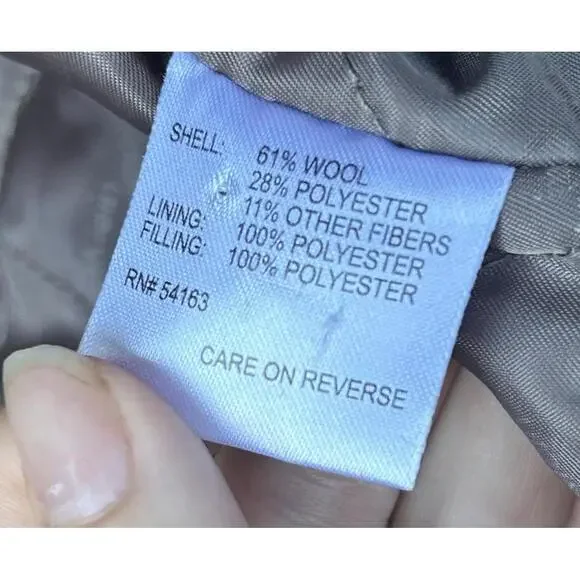 SHELL: 61% WOOL
28% POLYESTER
11% OTHER FIBERS
LINING: 100% POLYESTER
FILLING: 100% POLYESTER
RN# 54163
CARE ON REVERSE